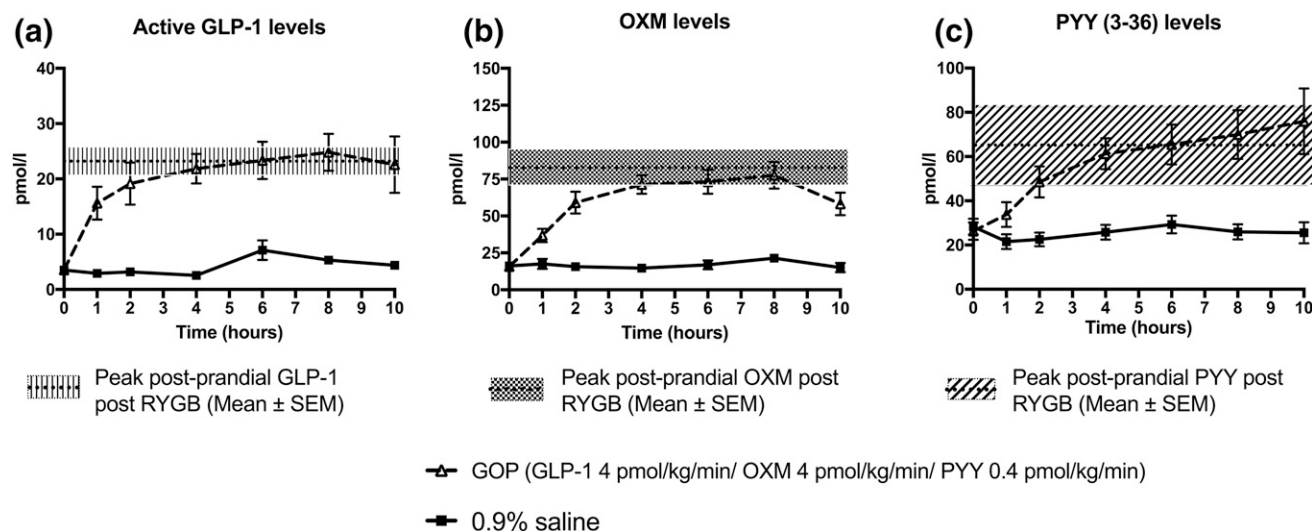 (a)
Active GLP-1 levels
40
30
20
10
0
pmol/l
0 1 2 3 4 5 6 7 8 9 10
Time (hours)
Peak post-prandial GLP-1
post RYGB (Mean ± SEM)
(b)
OXM levels
150
125
100
75
50
25
0
pmol/l
0 1 2 3 4 5 6 7 8 9 10
Time (hours)
Peak post-prandial OXM post
RYGB (Mean ± SEM)
(c)
PYY (3-36) levels
100
80
60
40
20
0
pmol/l
0 1 2 3 4 5 6 7 8 9 10
Time (hours)
Peak post-prandial PYY post
RYGB (Mean ± SEM)
GOP (GLP-1 4 pmol/kg/min/ OXM 4 pmol/kg/min/ PYY 0.4 pmol/kg/min)
0.9% saline